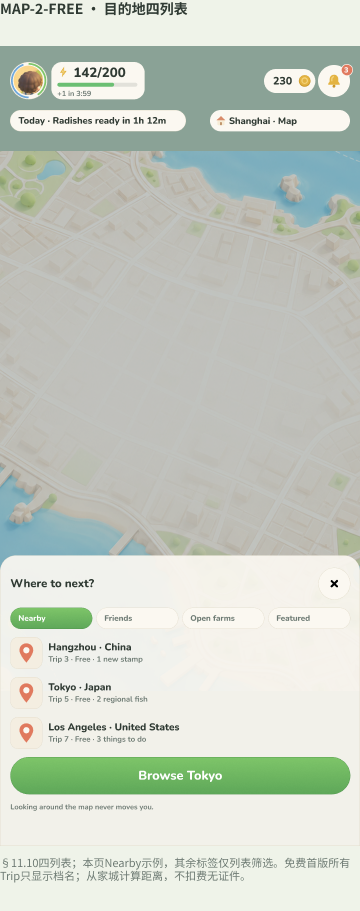 MAP-2-FREE · 目的地四列表
142/200
+1 in 3:59
230
3
Today · Radishes ready in 1h 12m
Shanghai · Map
Where to next?
Nearby
Friends
Open farms
Featured
Hangzhou · China
Trip 3 · Free · 1 new stamp
Tokyo · Japan
Trip 5 · Free · 2 regional fish
Los Angeles · United States
Trip 7 · Free · 3 things to do
Browse Tokyo
Looking around the map never moves you.
§11.10四列表；本页Nearby示例，其余标签仅列表筛选。免费首版所有
Trip只显示档名；从家城计算距离，不扣费无证件。